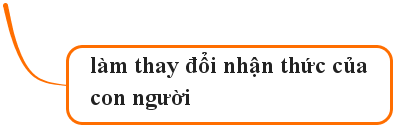 làm thay đổi nhận thức của
con người